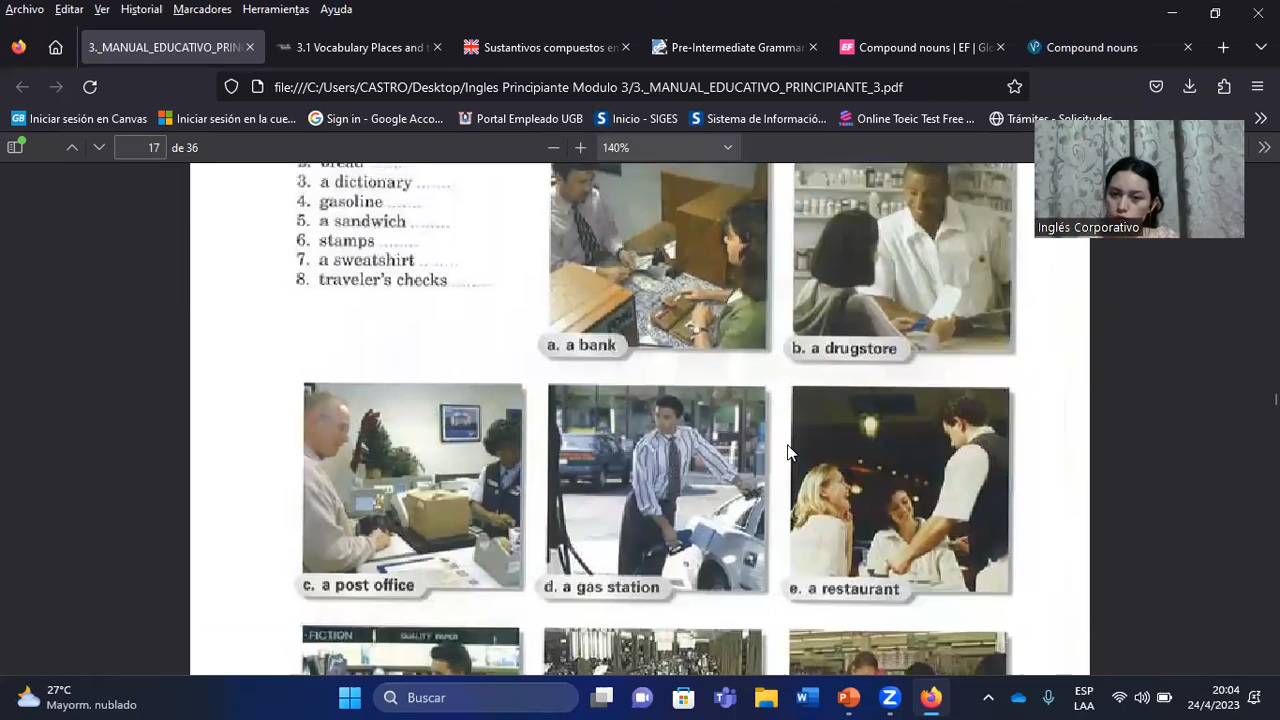 Archivo Editar Ver Historial Marcadores Herramientas Ayuda
3._MANUAL_EDUCATIVO_PRIN
3.1 Vocabulary Places and t
Sustantivos compuestos en
Pre-Intermediate Grammar
Compound nouns | EF | Glo
Compound nouns
file:///C:/Users/CASTRO/Desktop/Ingles Principiante Modulo 3/3._MANUAL_EDUCATIVO_PRINCIPIANTE_3.pdf
Iniciar sesión en Canvas
Iniciar sesión en la cue...
Sign in - Google Acco...
Portal Empleado UGB
Inicio - SIGES
Sistema de Informació...
Online Toeic Test Free ...
Trámites - Solicitudes
17 de 36
140%
Inglés Corporativo
2. bread
3. a dictionary
4. gasoline
5. a sandwich
6. stamps
7. a sweatshirt
8. traveler's checks
a. a bank
b. a drugstore
c. a post office
d. a gas station
e. a restaurant
FICTION
QUALITY PAPER
27°C
Mayorm. nublado
Buscar
ESP
LAA
20:04
24/4/2023